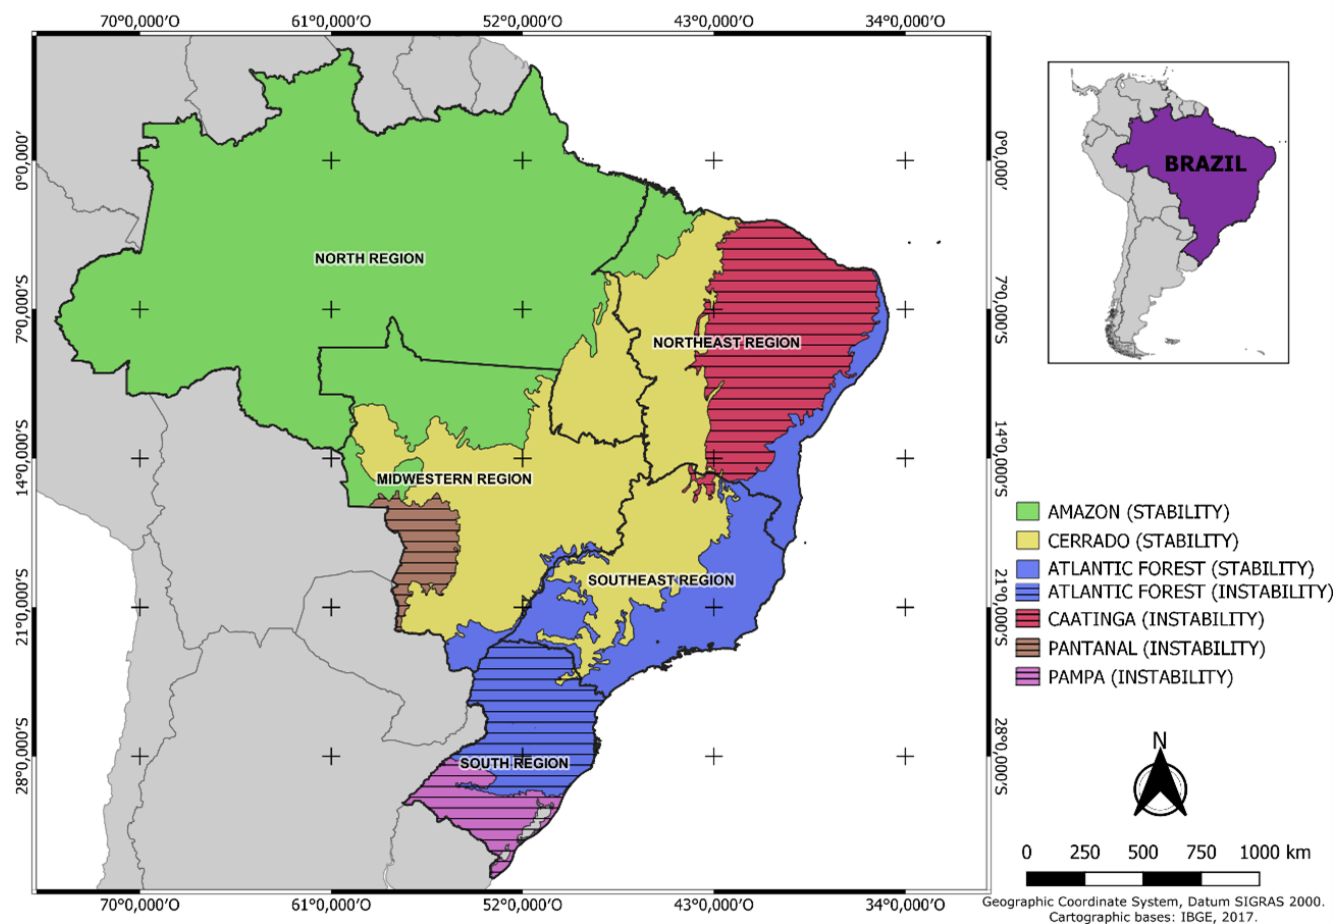 70°0,000'O 61°0,000'O 52°0,000'O 43°0,000'O 34°0,000'O
0°0,000' 0°0,000'
BRAZIL
NORTH REGION
7°0,000'S 7°0,000'S
NORTHEAST REGION
14°0,000'S 14°0,000'S
MIDWESTERN REGION
AMAZON (STABILITY)
CERRADO (STABILITY)
ATLANTIC FOREST (STABILITY)
ATLANTIC FOREST (INSTABILITY)
CAATINGA (INSTABILITY)
PANTANAL (INSTABILITY)
PAMPA (INSTABILITY)
SOUTHEAST REGION
21°0,000'S 21°0,000'S
28°0,000'S 28°0,000'S
SOUTH REGION
N
0 250 500 750 1000 km
70°0,000'O 61°0,000'O 52°0,000'O 43°0,000'O 34°0,000'O
Geographic Coordinate System, Datum SIGRAS 2000.
Cartographic bases: IBGE, 2017.